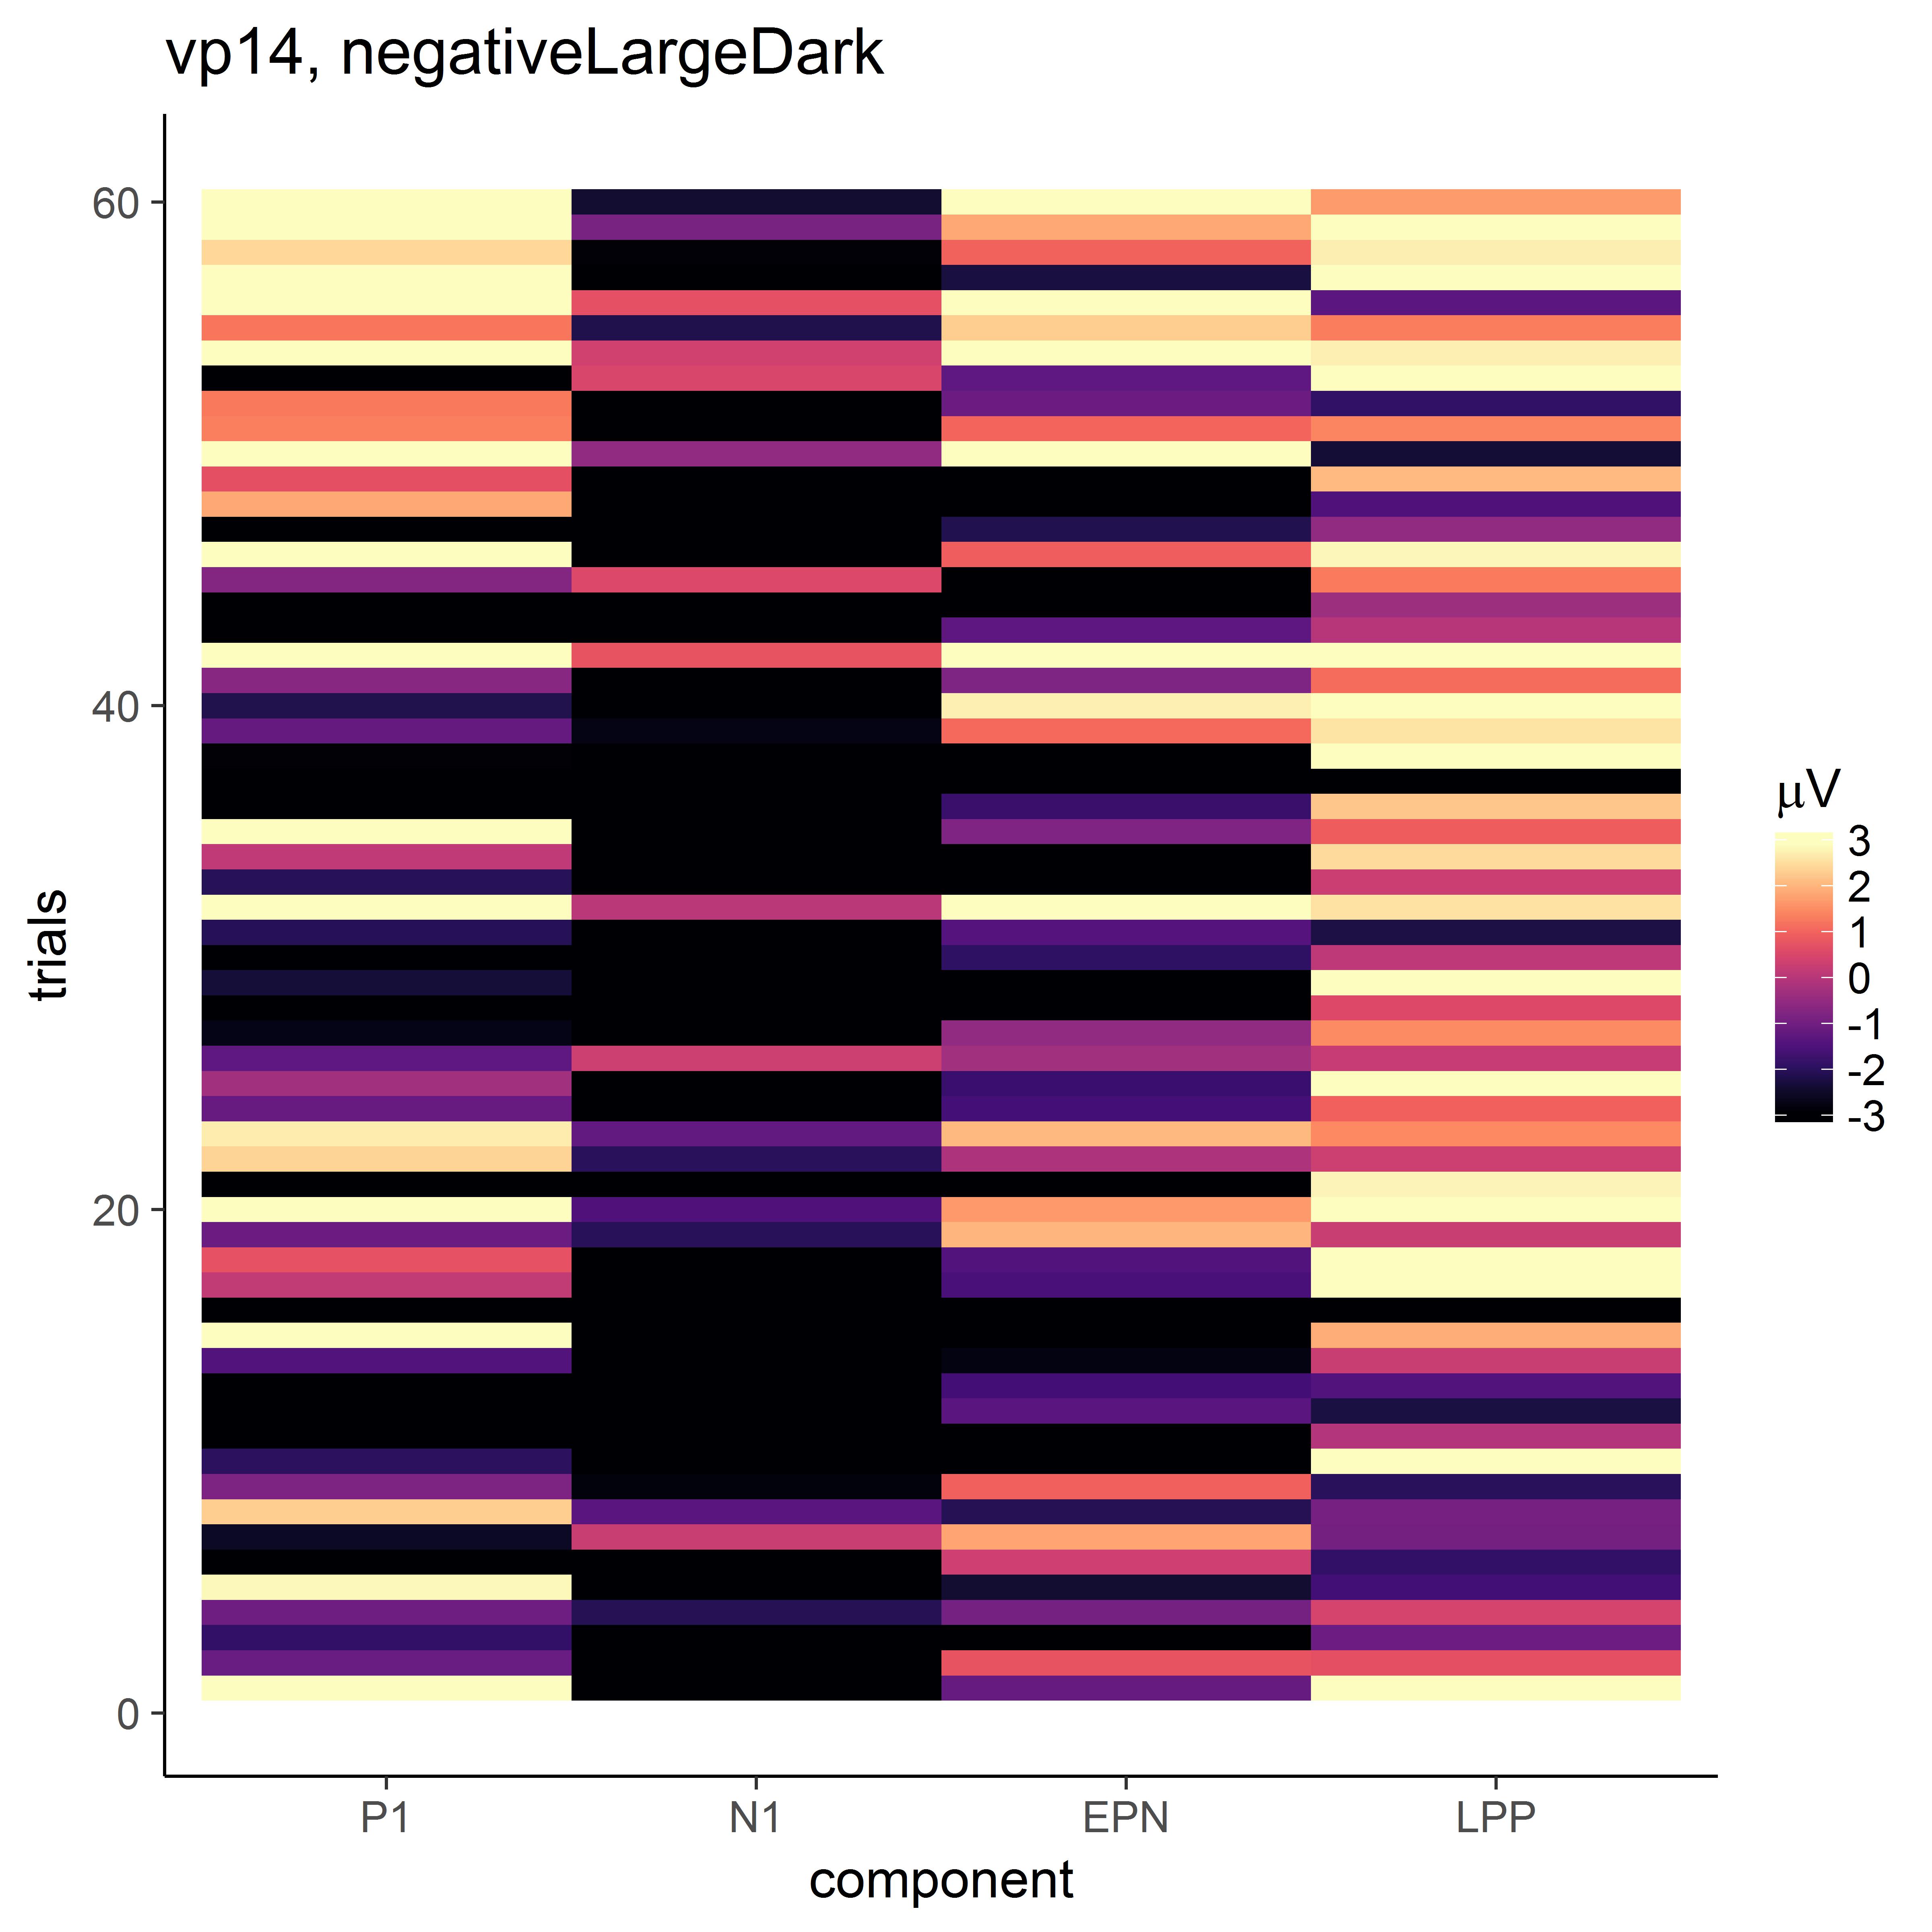 vp14, negativeLargeDark
60
40
20
0
trials
P1 N1 EPN LPP
component
μV
3
2
1
0
-1
-2
-3